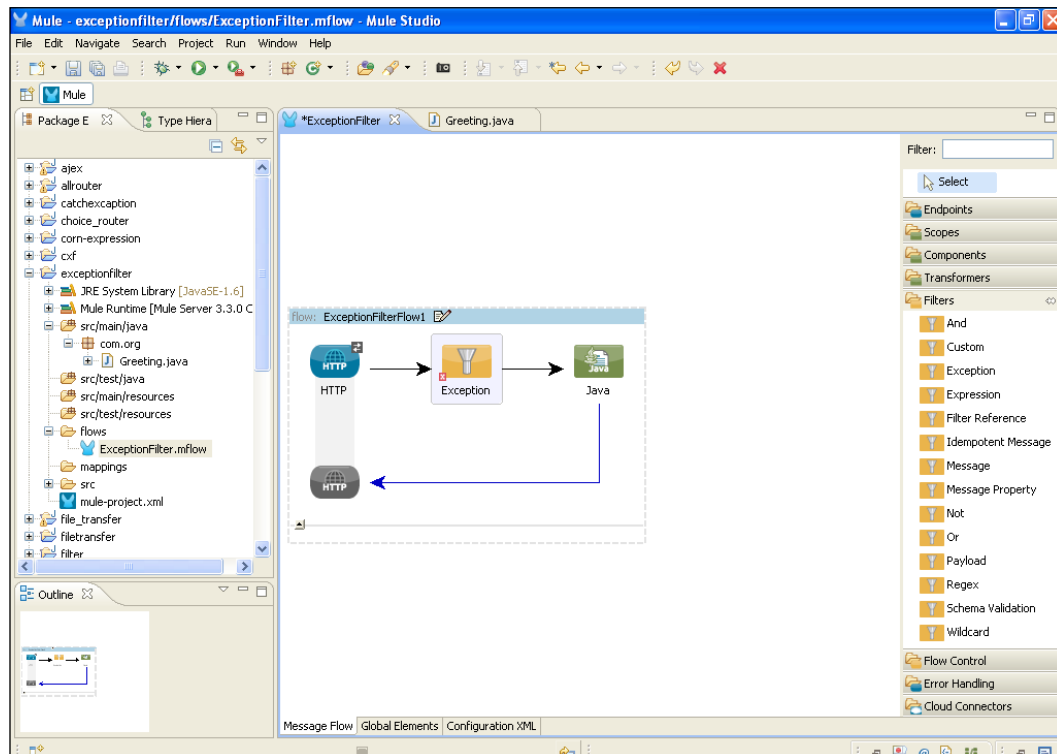 Mule - exceptionfilter/flows/ExceptionFilter.mflow - Mule Studio
File Edit Navigate Search Project Run Window Help
Mule
Package E
Type Hiera
*ExceptionFilter
Greeting.java
ajex
allrouter
catchexcaption
choice_router
corn-expression
cxf
exceptionfilter
JRE System Library [JavaSE-1.6]
Mule Runtime [Mule Server 3.3.0 C
src/main/java
com.org
Greeting.java
src/test/java
src/main/resources
src/test/resources
flows
ExceptionFilter.mflow
mappings
src
mule-project.xml
file_transfer
filetransfer
filter
Outline
flow: ExceptionFilterFlow1
HTTP
HTTP
Exception
Java
Java
HTTP
Message Flow
Global Elements
Configuration XML
Filter:
Select
Endpoints
Scopes
Components
Transformers
Filters
And
Custom
Exception
Expression
Filter Reference
Idempotent Message
Message
Message Property
Not
Or
Payload
Regex
Schema Validation
Wildcard
Flow Control
Error Handling
Cloud Connectors